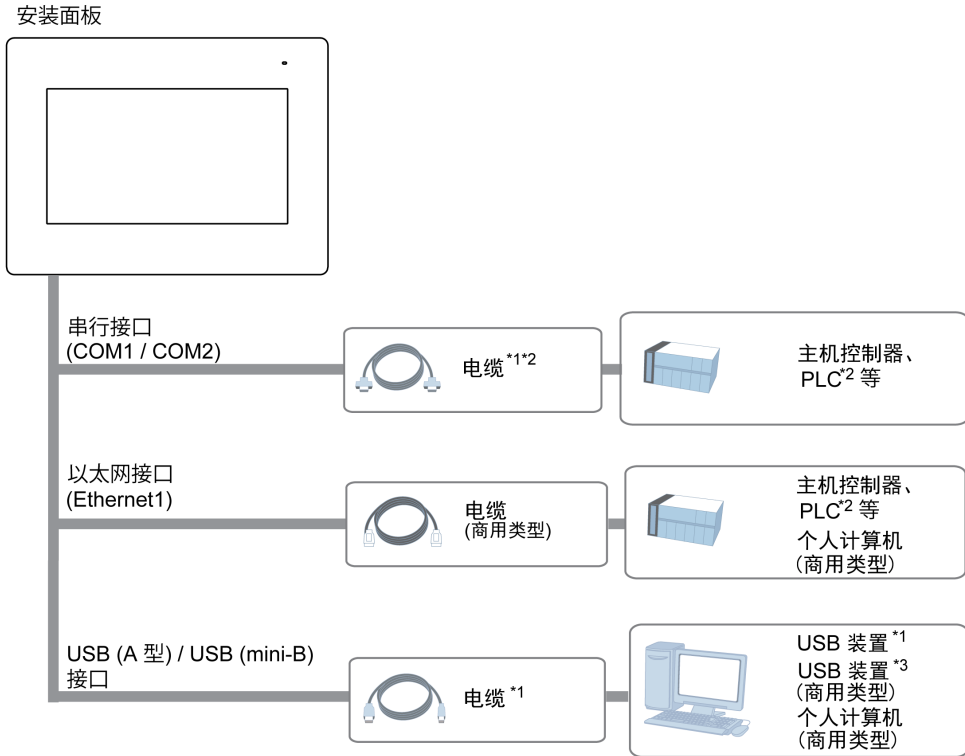 安装面板
串行接口
(COM1 / COM2)
电缆*1*2
主机控制器、
PLC*2 等
以太网接口
(Ethernet1)
电缆
(商用类型)
主机控制器、
PLC*2 等
个人计算机
(商用类型)
USB (A 型) / USB (mini-B)
接口
电缆 *1
USB 装置 *1
USB 装置 *3
(商用类型)
个人计算机
(商用类型)